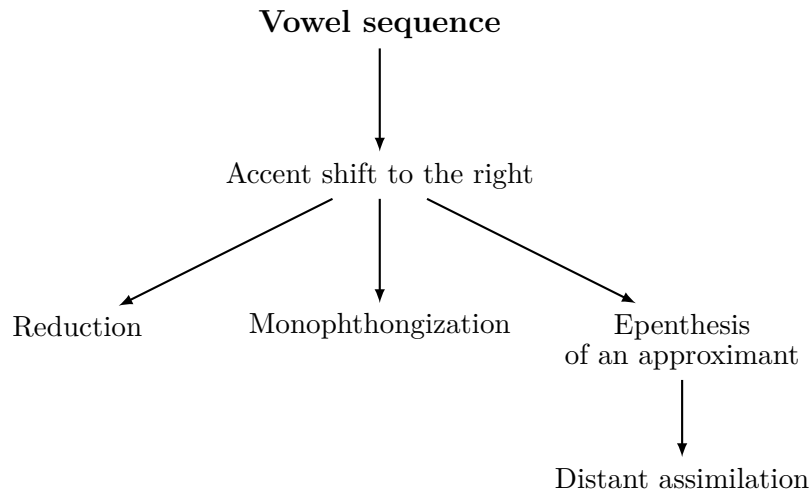 Vowel sequence
Accent shift to the right
Reduction
Monophthongization
Epenthesis
of an approximant
Distant assimilation